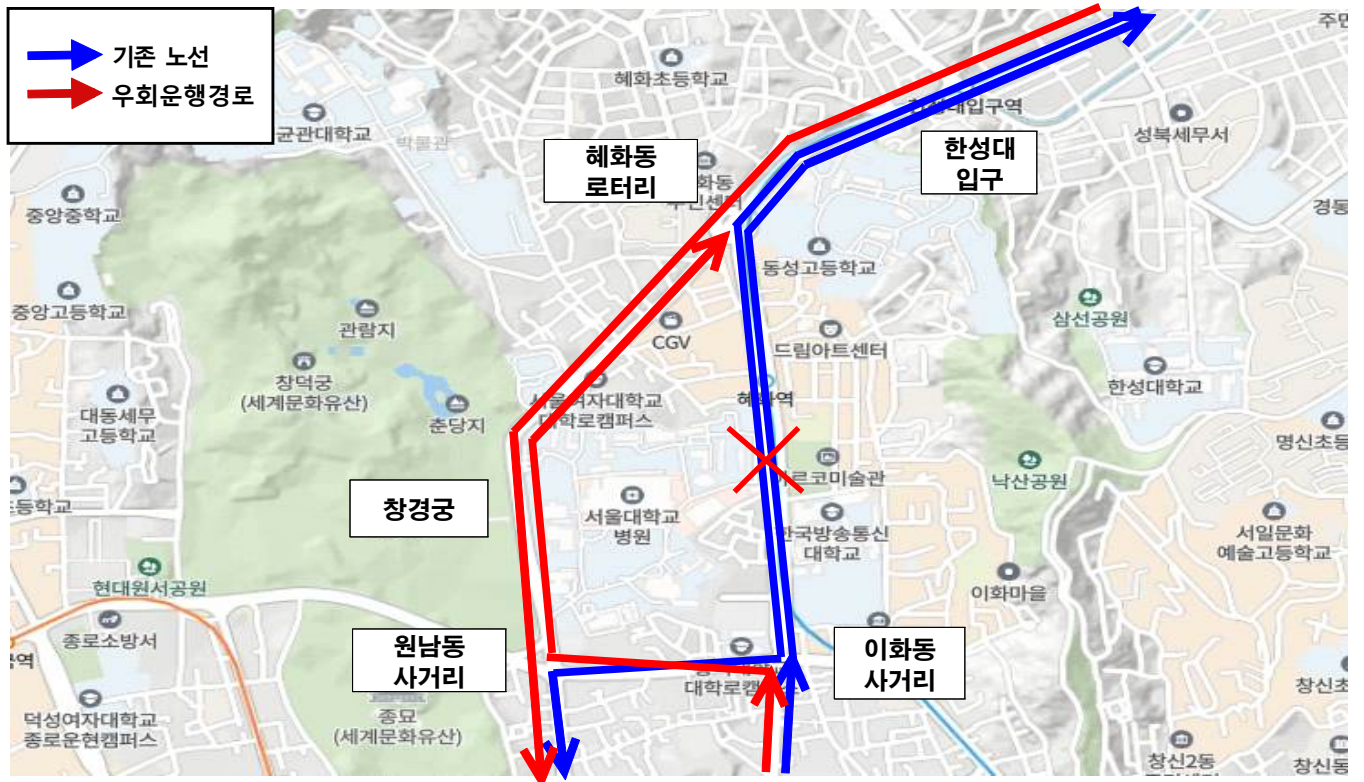 기존 노선
우회운행경로
혜화초등학교
균관대학교
박물관
한성대입구역
성북세무서
혜화동
로터리
한성대
입구
중앙중학교
동성고등학교
중앙고등학교
관람지
삼선공원
CGV
드림아트센터
창덕궁
(세계문화유산)
한성대학교
대동세무
고등학교
춘당지
서울여자대학교
대학로캠퍼스
혜화역
명신초등
아르코미술관
낙산공원
창경궁
서울대학교
병원
한국방송통신
대학교
서일문화
예술고등학교
등학교
현대원서공원
이화마을
종로소방서
원남동
사거리
이화동
사거리
대학로캠퍼스
덕성여자대학교
종로운현캠퍼스
종묘
(세계문화유산)
창신초
창신2동
창신동